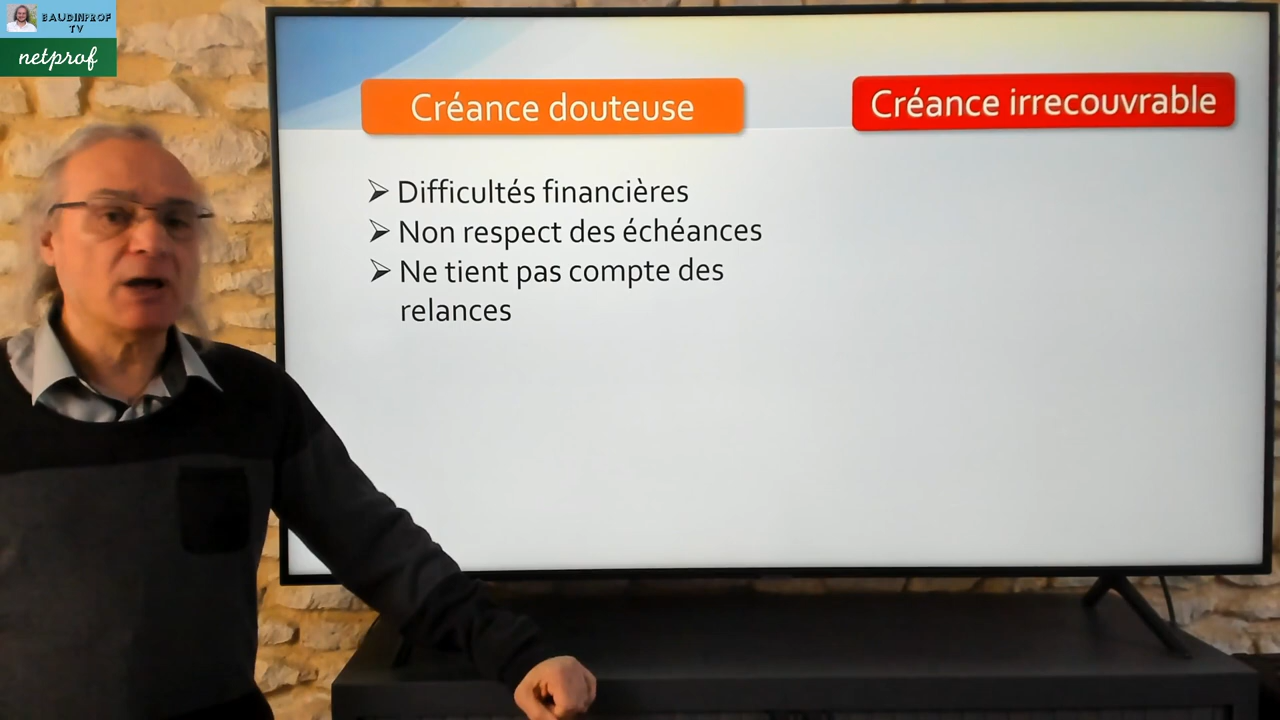 BAUDINPROF
TV
netprof
Créance douteuse
Créance irrecouvrable
➢ Difficultés financières
➢ Non respect des échéances
➢ Ne tient pas compte des
relances